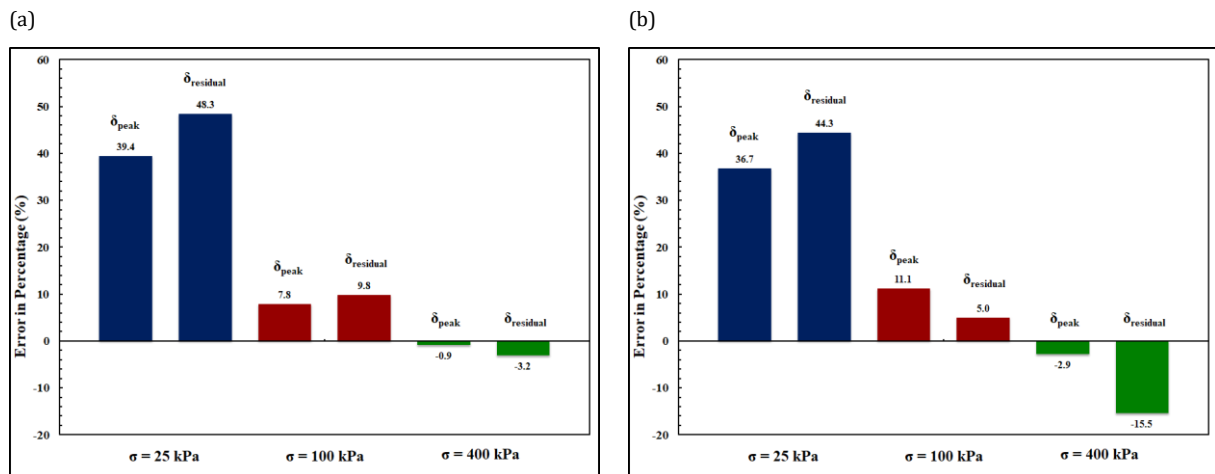 (a)
(b)
Error in Percentage (%)
60
50
40
30
20
10
0
-10
-20
δpeak
39.4
δresidual
48.3
δpeak
7.8
δresidual
9.8
δpeak
-0.9
δresidual
-3.2
σ = 25 kPa
σ = 100 kPa
σ = 400 kPa
Error in Percentage (%)
60
50
40
30
20
10
0
-10
-20
δpeak
36.7
δresidual
44.3
δpeak
11.1
δresidual
5.0
δpeak
-2.9
δresidual
-15.5
σ = 25 kPa
σ = 100 kPa
σ = 400 kPa